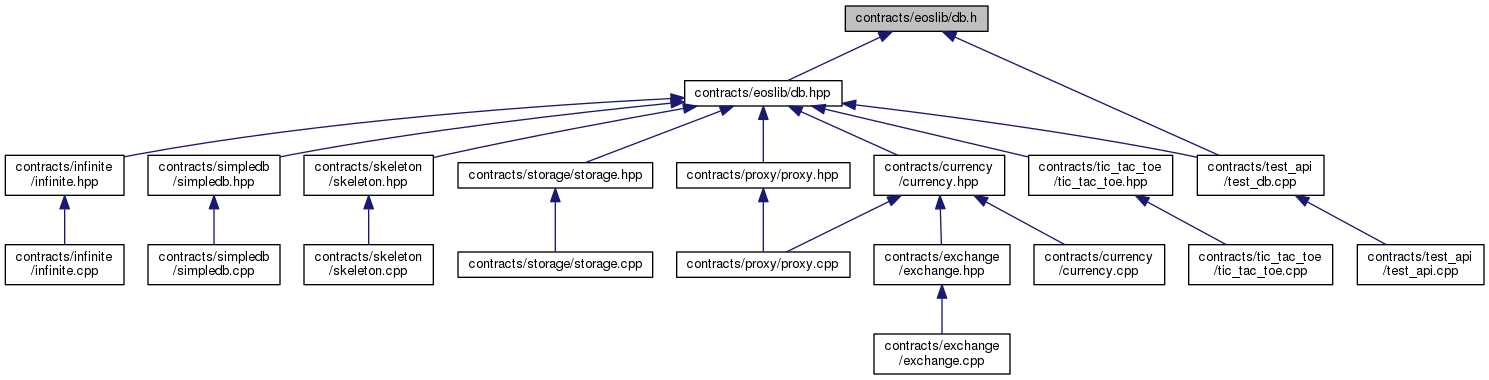 contracts/eoslib/db.h
contracts/eoslib/db.hpp
contracts/infinite
/infinite.hpp
contracts/simpledb
/simpledb.hpp
contracts/skeleton
/skeleton.hpp
contracts/storage/storage.hpp
contracts/proxy/proxy.hpp
contracts/currency
/currency.hpp
contracts/tic_tac_toe
/tic_tac_toe.hpp
contracts/test_api
/test_db.cpp
contracts/infinite
/infinite.cpp
contracts/simpledb
/simpledb.cpp
contracts/skeleton
/skeleton.cpp
contracts/storage/storage.cpp
contracts/proxy/proxy.cpp
contracts/exchange
/exchange.hpp
contracts/currency
/currency.cpp
contracts/tic_tac_toe
/tic_tac_toe.cpp
contracts/test_api
/test_api.cpp
contracts/exchange
/exchange.cpp